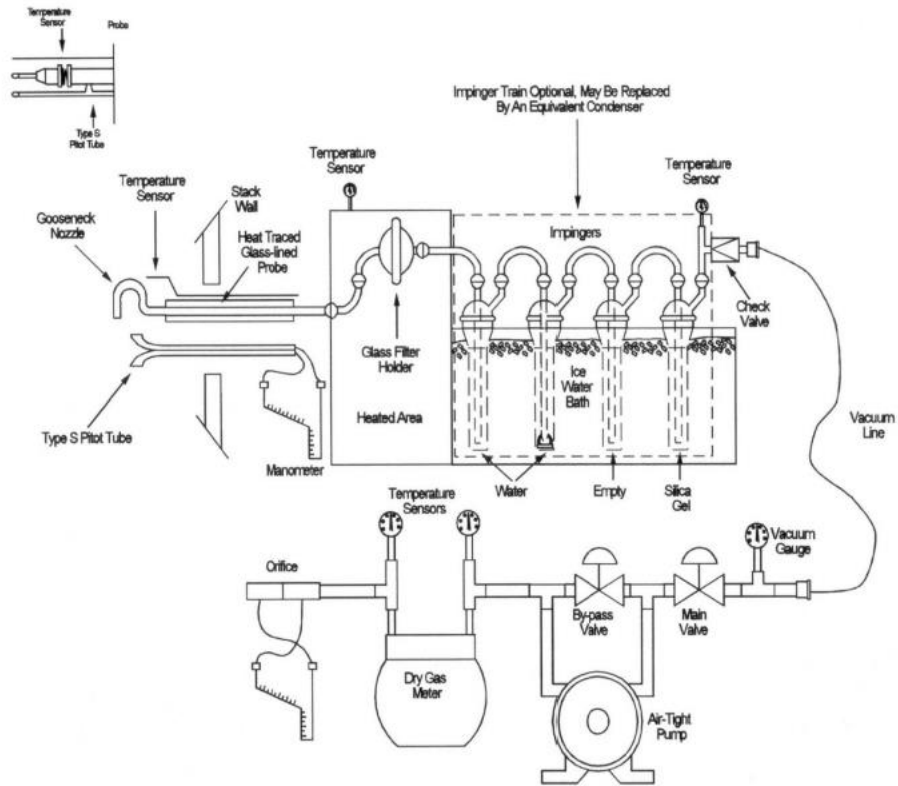 Temperature
Sensor
Probe
Type S
Pitot Tube
Impinger Train Optional, May Be Replaced
By An Equivalent Condenser
Temperature
Sensor
Temperature
Sensor
Temperature
Sensor
Stack
Wall
Gooseneck
Nozzle
Heat Traced
Glass-lined
Probe
Impingers
Check
Valve
Glass Filter
Holder
Ice
Water
Bath
Heated Area
Type S Pitot Tube
Manometer
Vacuum
Line
Water
Empty
Silica
Gel
Temperature
Sensors
Vacuum
Gauge
Orifice
By-pass
Valve
Main
Valve
Dry Gas
Meter
Air-Tight
Pump